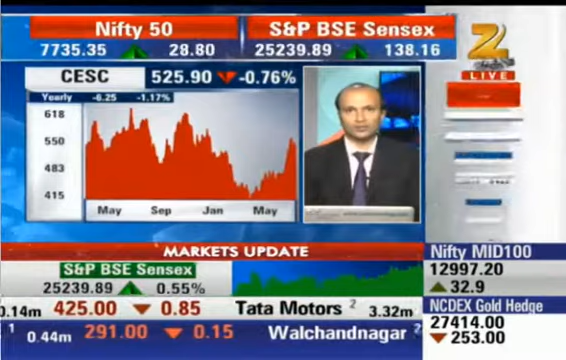 Nifty 50
S&P BSE Sensex
7735.35 28.80
25239.89 138.16
LIVE
CESC 525.90 -0.76%
Yearly -6.25 -1.17%
618
550
483
415
May Sep Jan May
MARKETS UPDATE
S&P BSE Sensex
25239.89 0.55%
Nifty MID100
12997.20
32.9
NCDEX Gold Hedge
27414.00
253.00
0.14m 425.00 0.85 Tata Motors 2 3.32m
1 0.44m 291.00 0.15 Walchandnagar 2